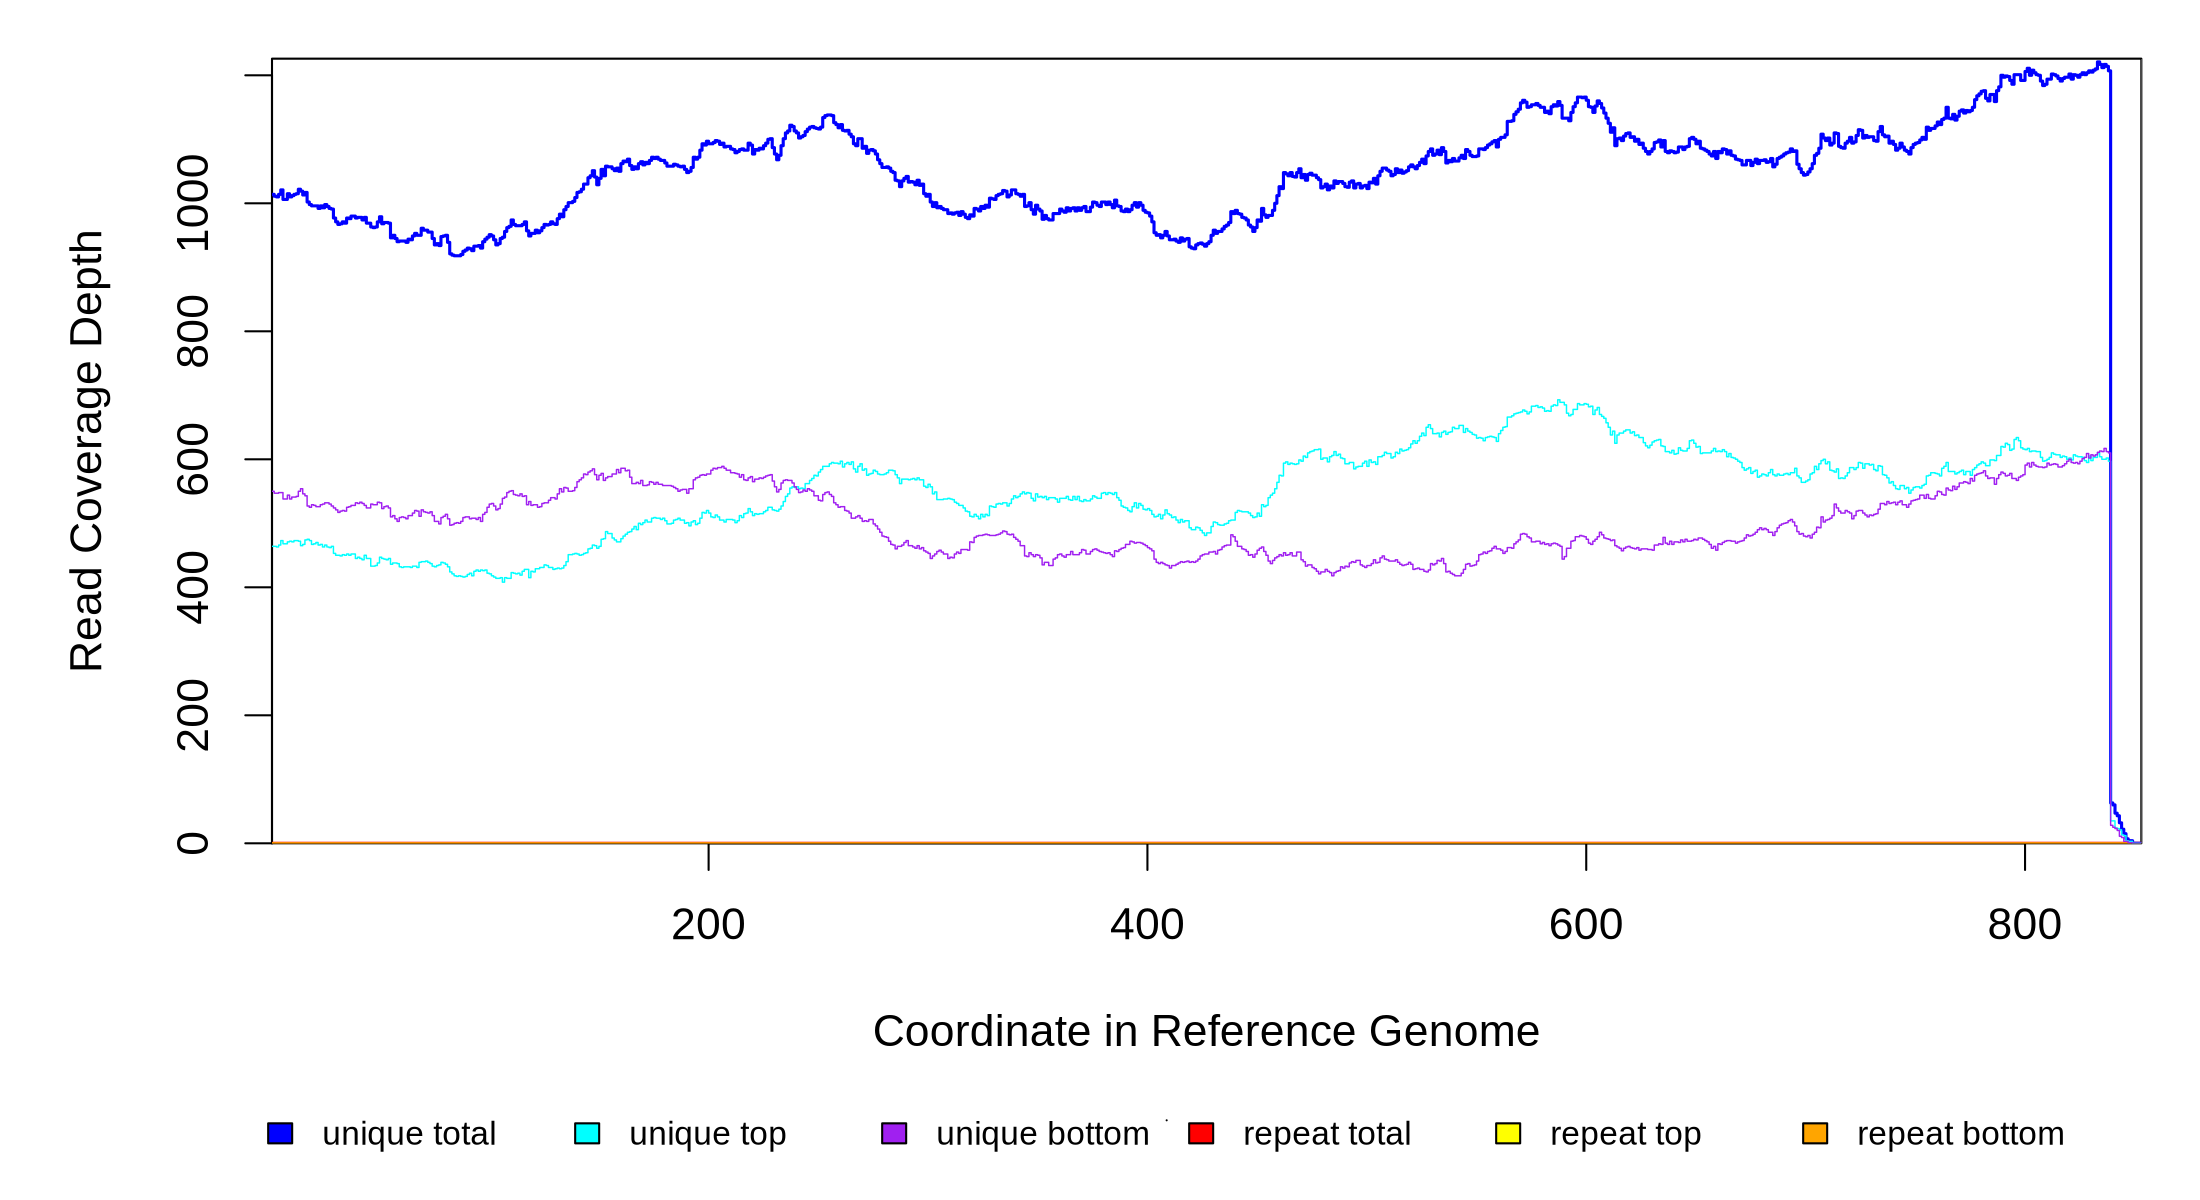 Read Coverage Depth
1000
800
600
400
200
0
200 400 600 800
Coordinate in Reference Genome
unique total unique top unique bottom repeat total repeat top repeat bottom